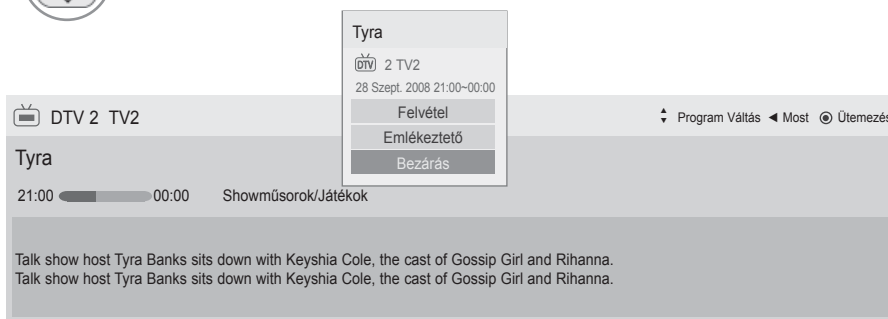 Tyra
DTV 2 TV2
28 Szept. 2008 21:00~00:00
Felvétel
Emlékeztető
Bezárás
DTV 2 TV2
Program Váltás ◀ Most ◉ Ütemezés
Tyra
21:00 00:00 Showműsorok/Játékok
Talk show host Tyra Banks sits down with Keyshia Cole, the cast of Gossip Girl and Rihanna.
Talk show host Tyra Banks sits down with Keyshia Cole, the cast of Gossip Girl and Rihanna.